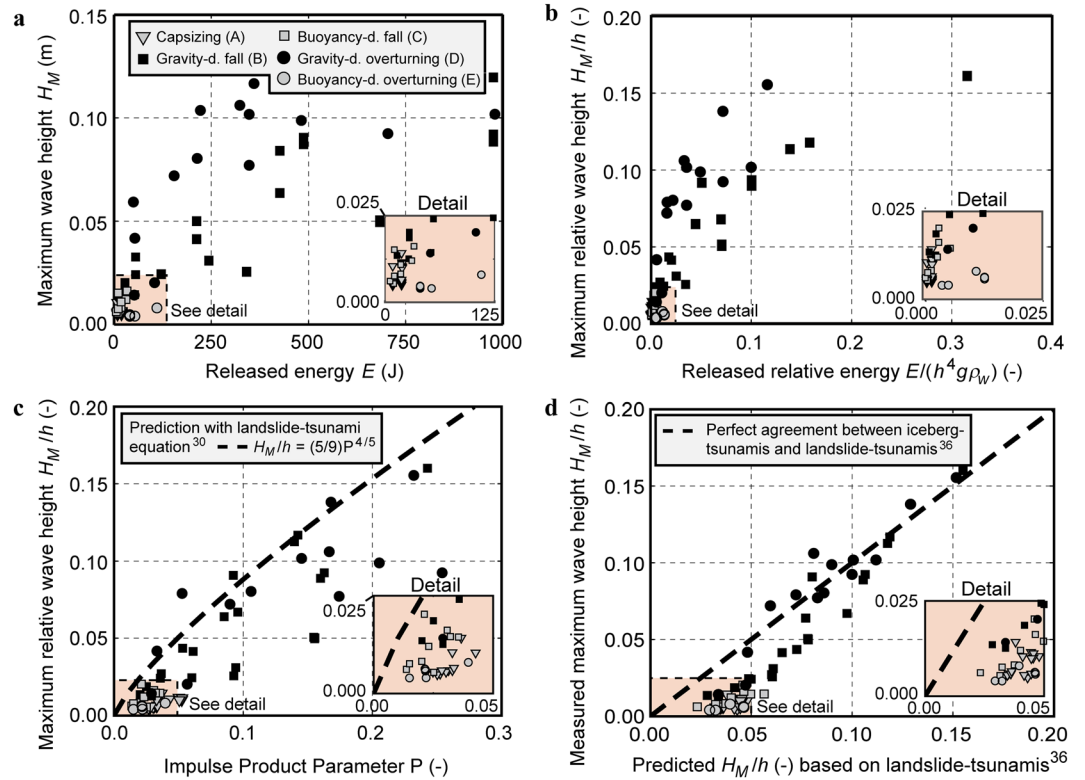 a
Maximum wave height H_M (m)
0.15
0.10
0.05
0.00
Capsizing (A)
Gravity-d. fall (B)
Buoyancy-d. fall (C)
Gravity-d. overturning (D)
Buoyancy-d. overturning (E)
Detail
0.025
0.000
0
125
See detail
0
250
500
750
1000
Released energy E (J)
b
Maximum relative wave height H_M/h (-)
0.20
0.15
0.10
0.05
0.00
Detail
0.025
0.000
0.000
0.025
See detail
0.0
0.1
0.2
0.3
0.4
Released relative energy E/(h⁴gρ_w) (-)
c
Maximum relative wave height H_M/h (-)
0.20
0.15
0.10
0.05
0.00
Prediction with landslide-tsunami
equation³⁰ H_M/h = (5/9)P^4/5
Detail
0.025
0.000
0.00
0.05
See detail
0.0
0.1
0.2
0.3
Impulse Product Parameter P (-)
d
Measured maximum wave height H_M/h (-)
0.20
0.15
0.10
0.05
0.00
Perfect agreement between iceberg-
tsunamis and landslide-tsunamis³⁶
Detail
0.025
0.000
0.00
0.05
See detail
0.00
0.05
0.10
0.15
0.20
Predicted H_M/h (-) based on landslide-tsunamis³⁶